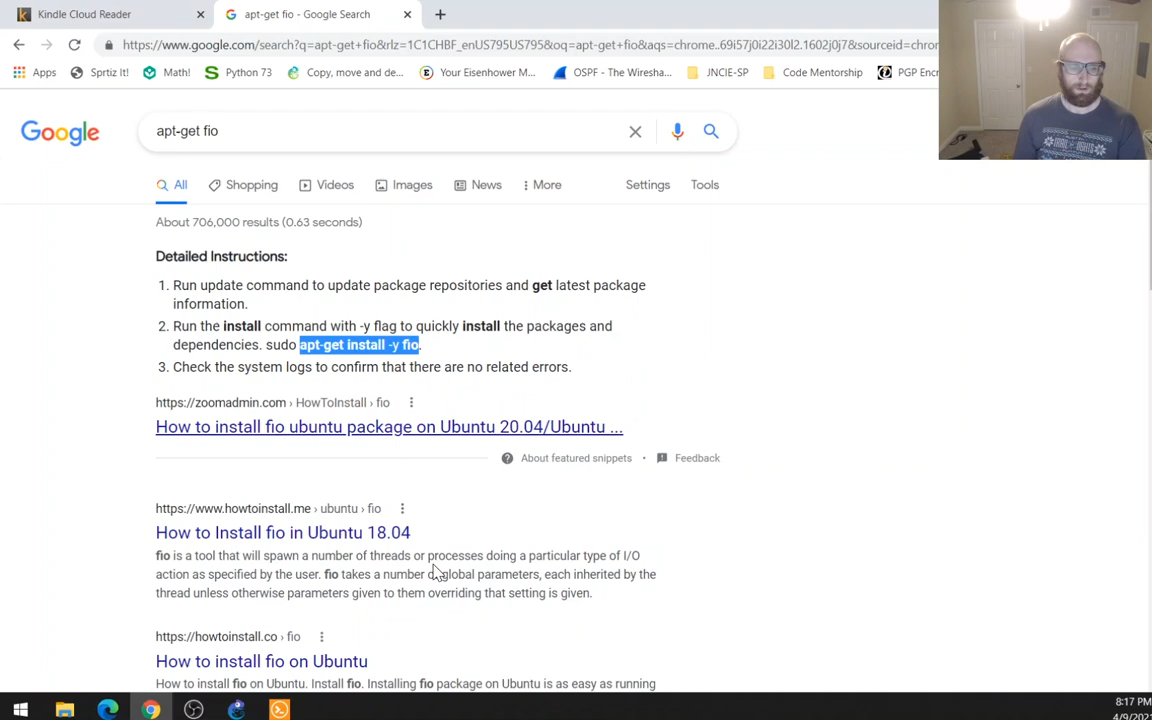 Kindle Cloud Reader
apt-get fio - Google Search
https://www.google.com/search?q=apt-get+fio&rlz=1C1CHBF_enUS795US795&oq=apt-get+fio&aqs=chrome..69i57j0i22i30l2.1602j0j7&sourceid=chrom
Apps
Sprtiz It!
Math!
Python 73
Copy, move and de...
Your Eisenhower M...
OSPF - The Wiresha...
JNCIE-SP
Code Mentorship
PGP Encr
Google
apt-get fio
All
Shopping
Videos
Images
News
More
Settings
Tools
About 706,000 results (0.63 seconds)
Detailed Instructions:
1. Run update command to update package repositories and get latest package
information.
2. Run the install command with -y flag to quickly install the packages and
dependencies. sudo apt-get install -y fio.
3. Check the system logs to confirm that there are no related errors.
https://zoomadmin.com › HowToInstall › fio
How to install fio ubuntu package on Ubuntu 20.04/Ubuntu ...
About featured snippets
Feedback
https://www.howtoinstall.me › ubuntu › fio
How to Install fio in Ubuntu 18.04
fio is a tool that will spawn a number of threads or processes doing a particular type of I/O
action as specified by the user. fio takes a number of global parameters, each inherited by the
thread unless otherwise parameters given to them overriding that setting is given.
https://howtoinstall.co › fio
How to install fio on Ubuntu
How to install fio on Ubuntu. Install fio. Installing fio package on Ubuntu is as easy as running
8:17 PM